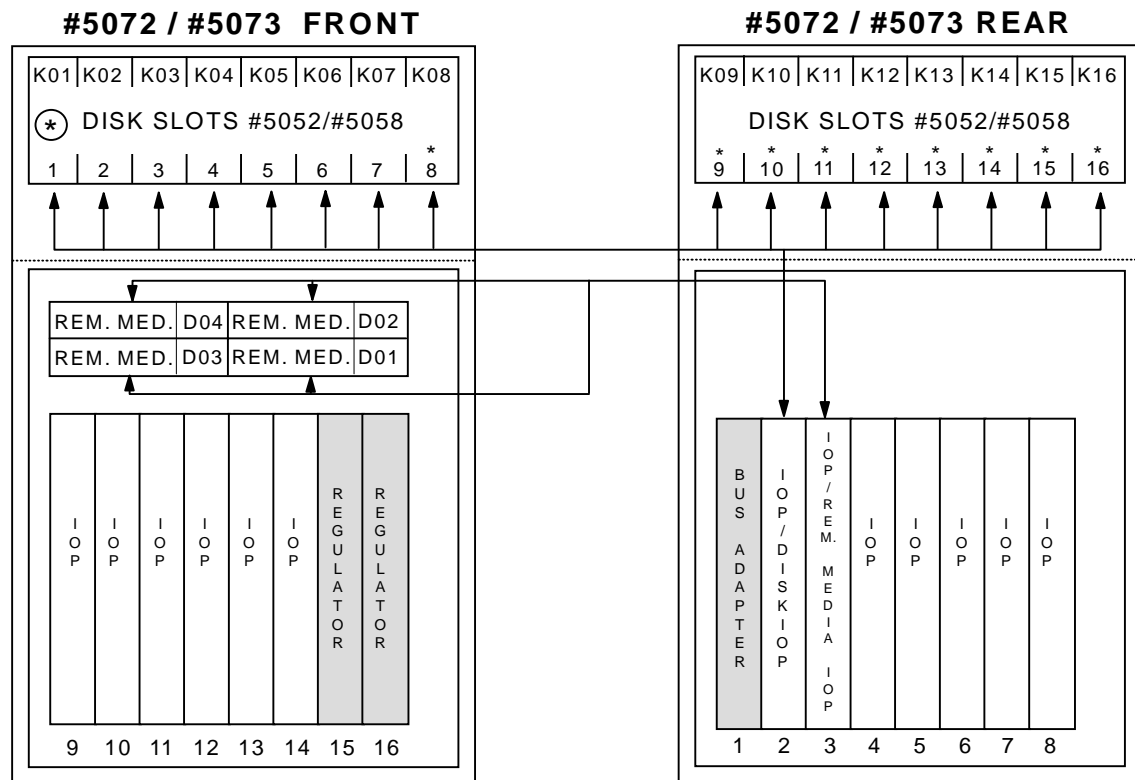 #5072 / #5073 FRONT
K01 K02 K03 K04 K05 K06 K07 K08
* DISK SLOTS #5052/#5058
*
1 2 3 4 5 6 7 8
REM. MED. D04 REM. MED. D02
REM. MED. D03 REM. MED. D01
IOP IOP IOP IOP IOP IOP REGULATOR REGULATOR
9 10 11 12 13 14 15 16
#5072 / #5073 REAR
K09 K10 K11 K12 K13 K14 K15 K16
DISK SLOTS #5052/#5058
* * * * * * * *
9 10 11 12 13 14 15 16
BUS ADAPTER IOP/DISKIOP IOP/REM. MEDIA IOP IOP IOP IOP IOP IOP
1 2 3 4 5 6 7 8